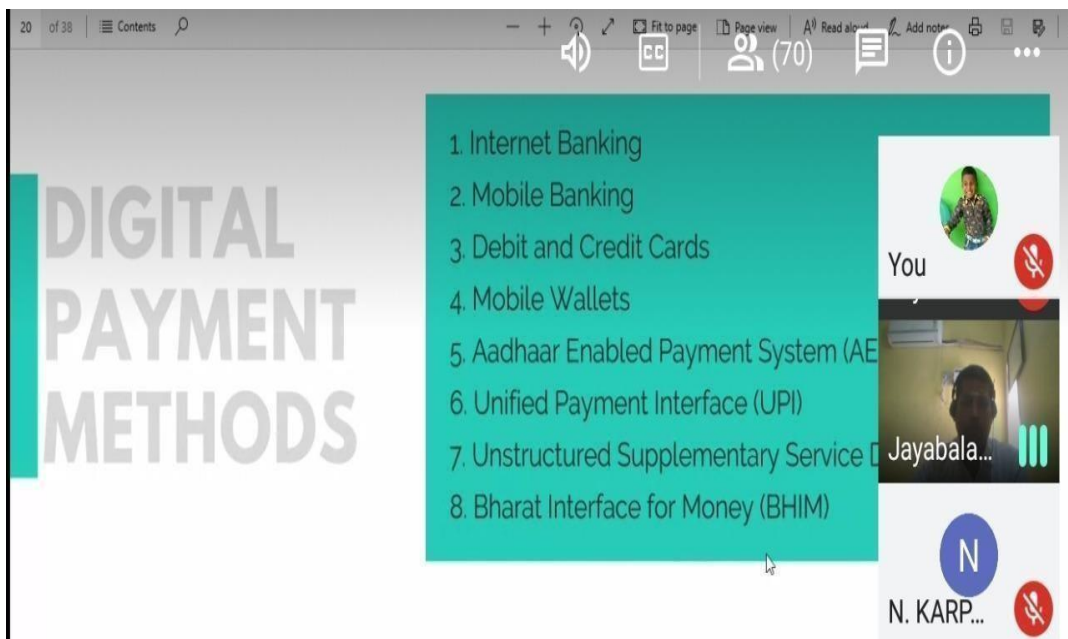 20 of 38 Contents Fit to page Page view Read aloud Add notes
(70)
DIGITAL
PAYMENT
METHODS
1. Internet Banking
2. Mobile Banking
3. Debit and Credit Cards
4. Mobile Wallets
5. Aadhaar Enabled Payment System (AE
6. Unified Payment Interface (UPI)
7. Unstructured Supplementary Service
8. Bharat Interface for Money (BHIM)
You
Jayabala...
N
N. KARP...